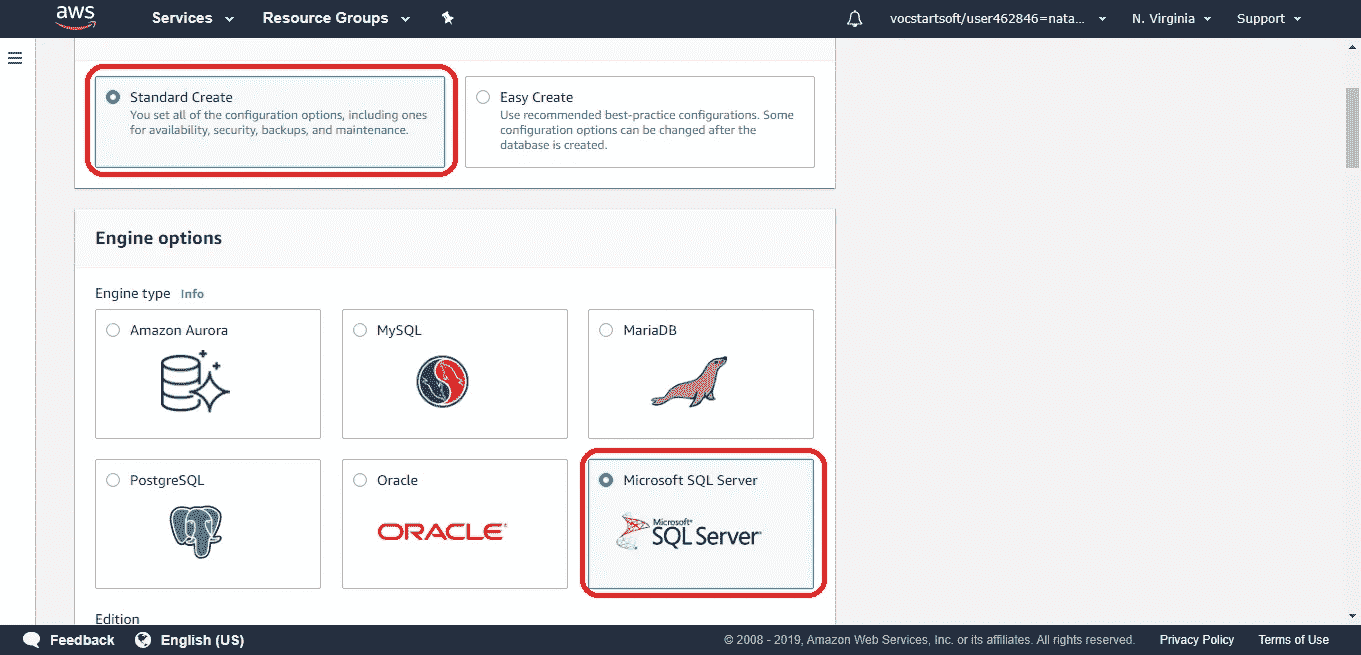 aws Services Resource Groups vocstartsoft/user462846=nata... N. Virginia Support
Standard Create
You set all of the configuration options, including ones
for availability, security, backups, and maintenance.
Easy Create
Use recommended best-practice configurations. Some
configuration options can be changed after the
database is created.
Engine options
Engine type Info
Amazon Aurora
MySQL
MariaDB
PostgreSQL
Oracle
ORACLE
Microsoft SQL Server
Microsoft®
SQL Server
Edition
Feedback English (US) © 2008 - 2019, Amazon Web Services, Inc. or its affiliates. All rights reserved. Privacy Policy Terms of Use